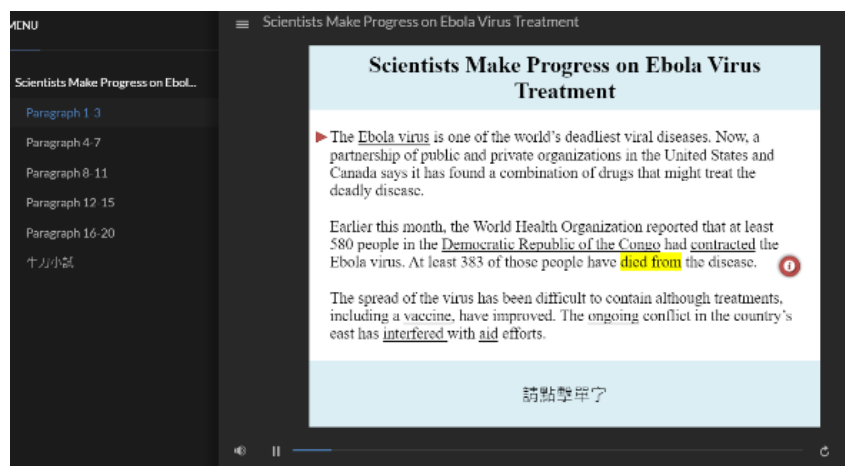 MENU
Scientists Make Progress on Ebola Virus Treatment
Scientists Make Progress on Ebol...
Paragraph 1-3
Paragraph 4-7
Paragraph 8-11
Paragraph 12-15
Paragraph 16-20
牛刀小試
Scientists Make Progress on Ebola Virus
Treatment
The Ebola virus is one of the world's deadliest viral diseases. Now, a
partnership of public and private organizations in the United States and
Canada says it has found a combination of drugs that might treat the
deadly disease.
Earlier this month, the World Health Organization reported that at least
580 people in the Democratic Republic of the Congo had contracted the
Ebola virus. At least 383 of those people have died from the disease.
The spread of the virus has been difficult to contain although treatments,
including a vaccine, have improved. The ongoing conflict in the country's
east has interfered with aid efforts.
請點擊單字